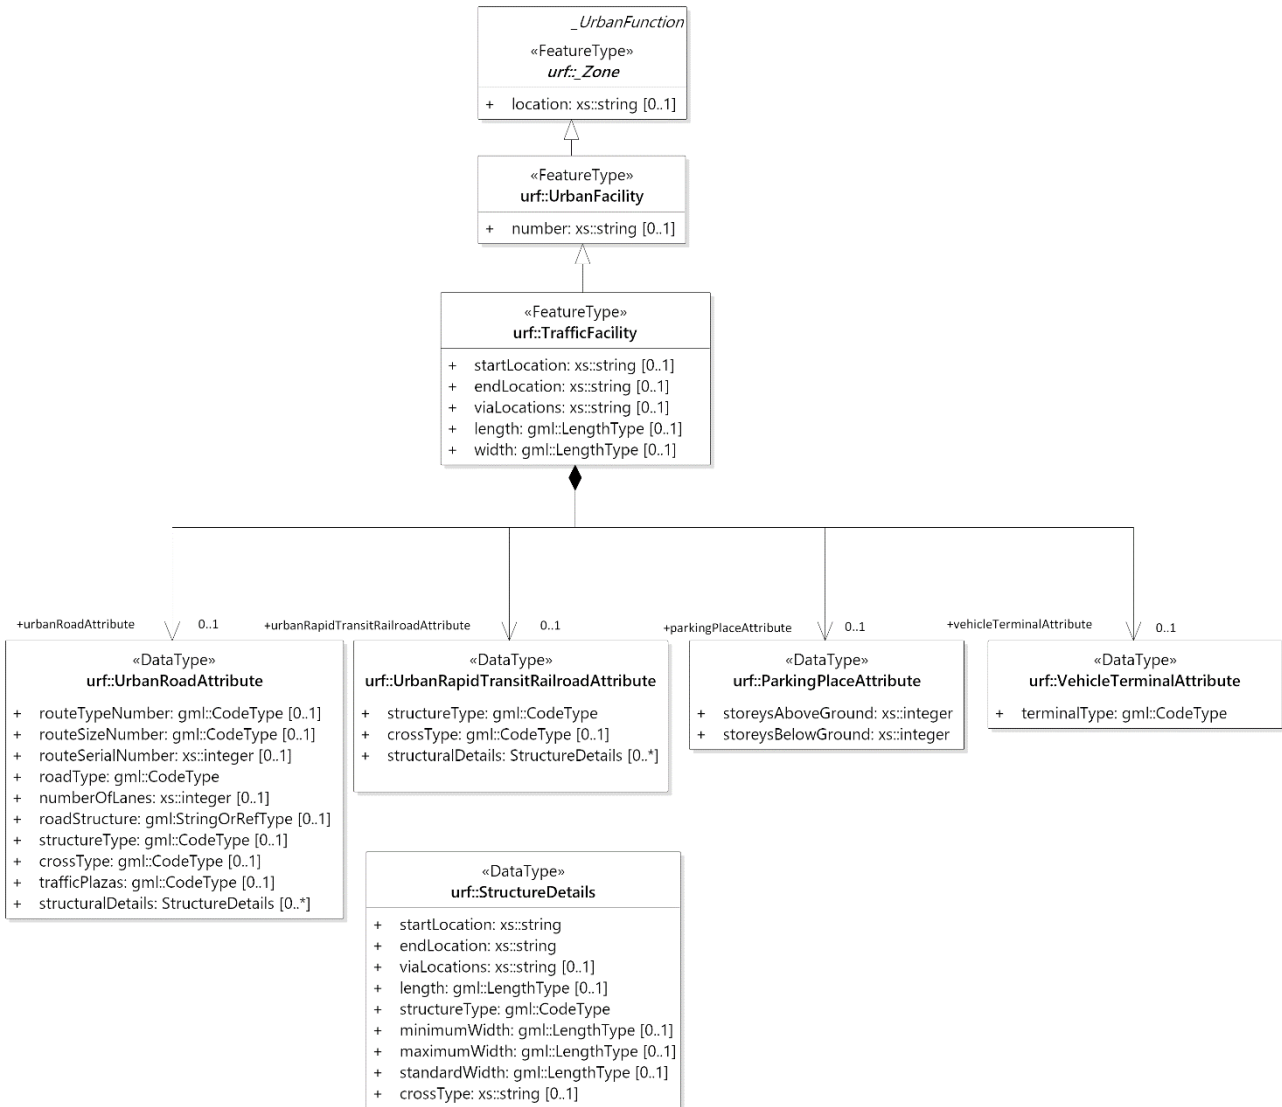 _UrbanFunction
«FeatureType»
urf::_Zone
+ location: xs::string [0..1]
«FeatureType»
urf::UrbanFacility
+ number: xs::string [0..1]
«FeatureType»
urf::TrafficFacility
+ startLocation: xs::string [0..1]
+ endLocation: xs::string [0..1]
+ viaLocations: xs::string [0..1]
+ length: gml::LengthType [0..1]
+ width: gml::LengthType [0..1]
+urbanRoadAttribute 0..1
+urbanRapidTransitRailroadAttribute 0..1
+parkingPlaceAttribute 0..1
+vehicleTerminalAttribute 0..1
«DataType»
urf::UrbanRoadAttribute
+ routeTypeNumber: gml::CodeType [0..1]
+ routeSizeNumber: gml::CodeType [0..1]
+ routeSerialNumber: xs::integer [0..1]
+ roadType: gml::CodeType
+ numberOfLanes: xs::integer [0..1]
+ roadStructure: gml:StringOrRefType [0..1]
+ structureType: gml::CodeType [0..1]
+ crossType: gml::CodeType [0..1]
+ trafficPlazas: gml::CodeType [0..1]
+ structuralDetails: StructureDetails [0..*]
«DataType»
urf::UrbanRapidTransitRailroadAttribute
+ structureType: gml::CodeType
+ crossType: gml::CodeType [0..1]
+ structuralDetails: StructureDetails [0..*]
«DataType»
urf::ParkingPlaceAttribute
+ storeysAboveGround: xs::integer
+ storeysBelowGround: xs::integer
«DataType»
urf::VehicleTerminalAttribute
+ terminalType: gml::CodeType
«DataType»
urf::StructureDetails
+ startLocation: xs::string
+ endLocation: xs::string
+ viaLocations: xs::string [0..1]
+ length: gml::LengthType [0..1]
+ structureType: gml::CodeType
+ minimumWidth: gml::LengthType [0..1]
+ maximumWidth: gml::LengthType [0..1]
+ standardWidth: gml::LengthType [0..1]
+ crossType: xs::string [0..1]